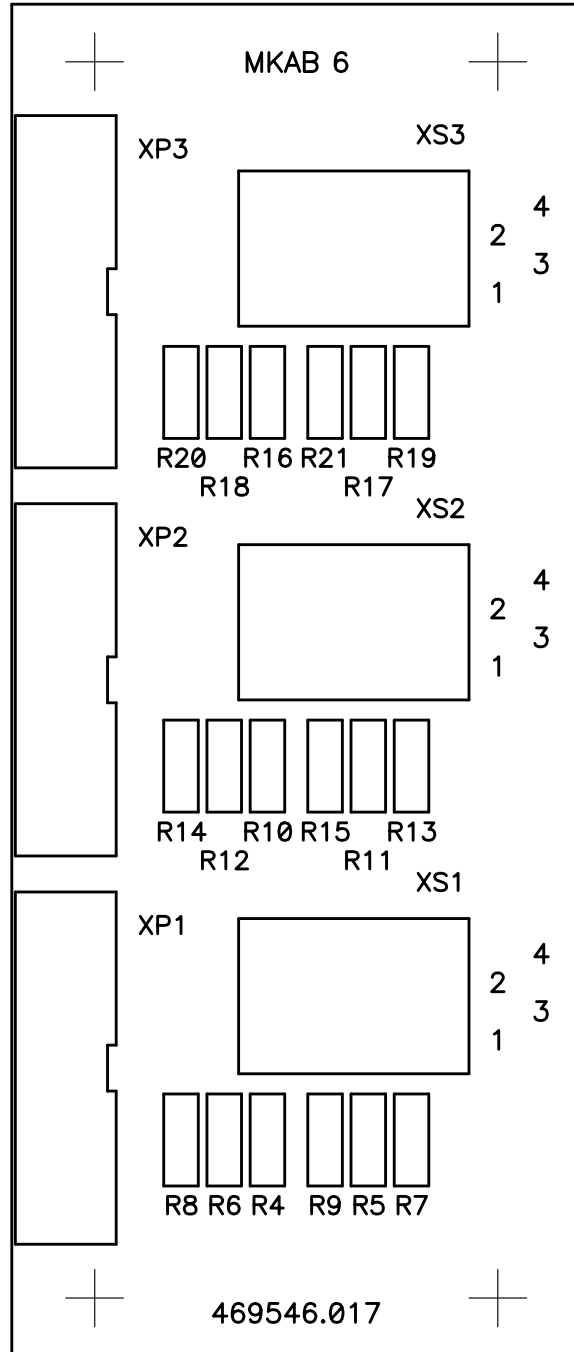 MKAB 6
XP3
XS3
4
2
3
1
R20 R16 R21 R19
R18 R17
XS2
XP2
4
2
3
1
R14 R10 R15 R13
R12 R11
XS1
XP1
4
2
3
1
R8 R6 R4 R9 R5 R7
469546.017